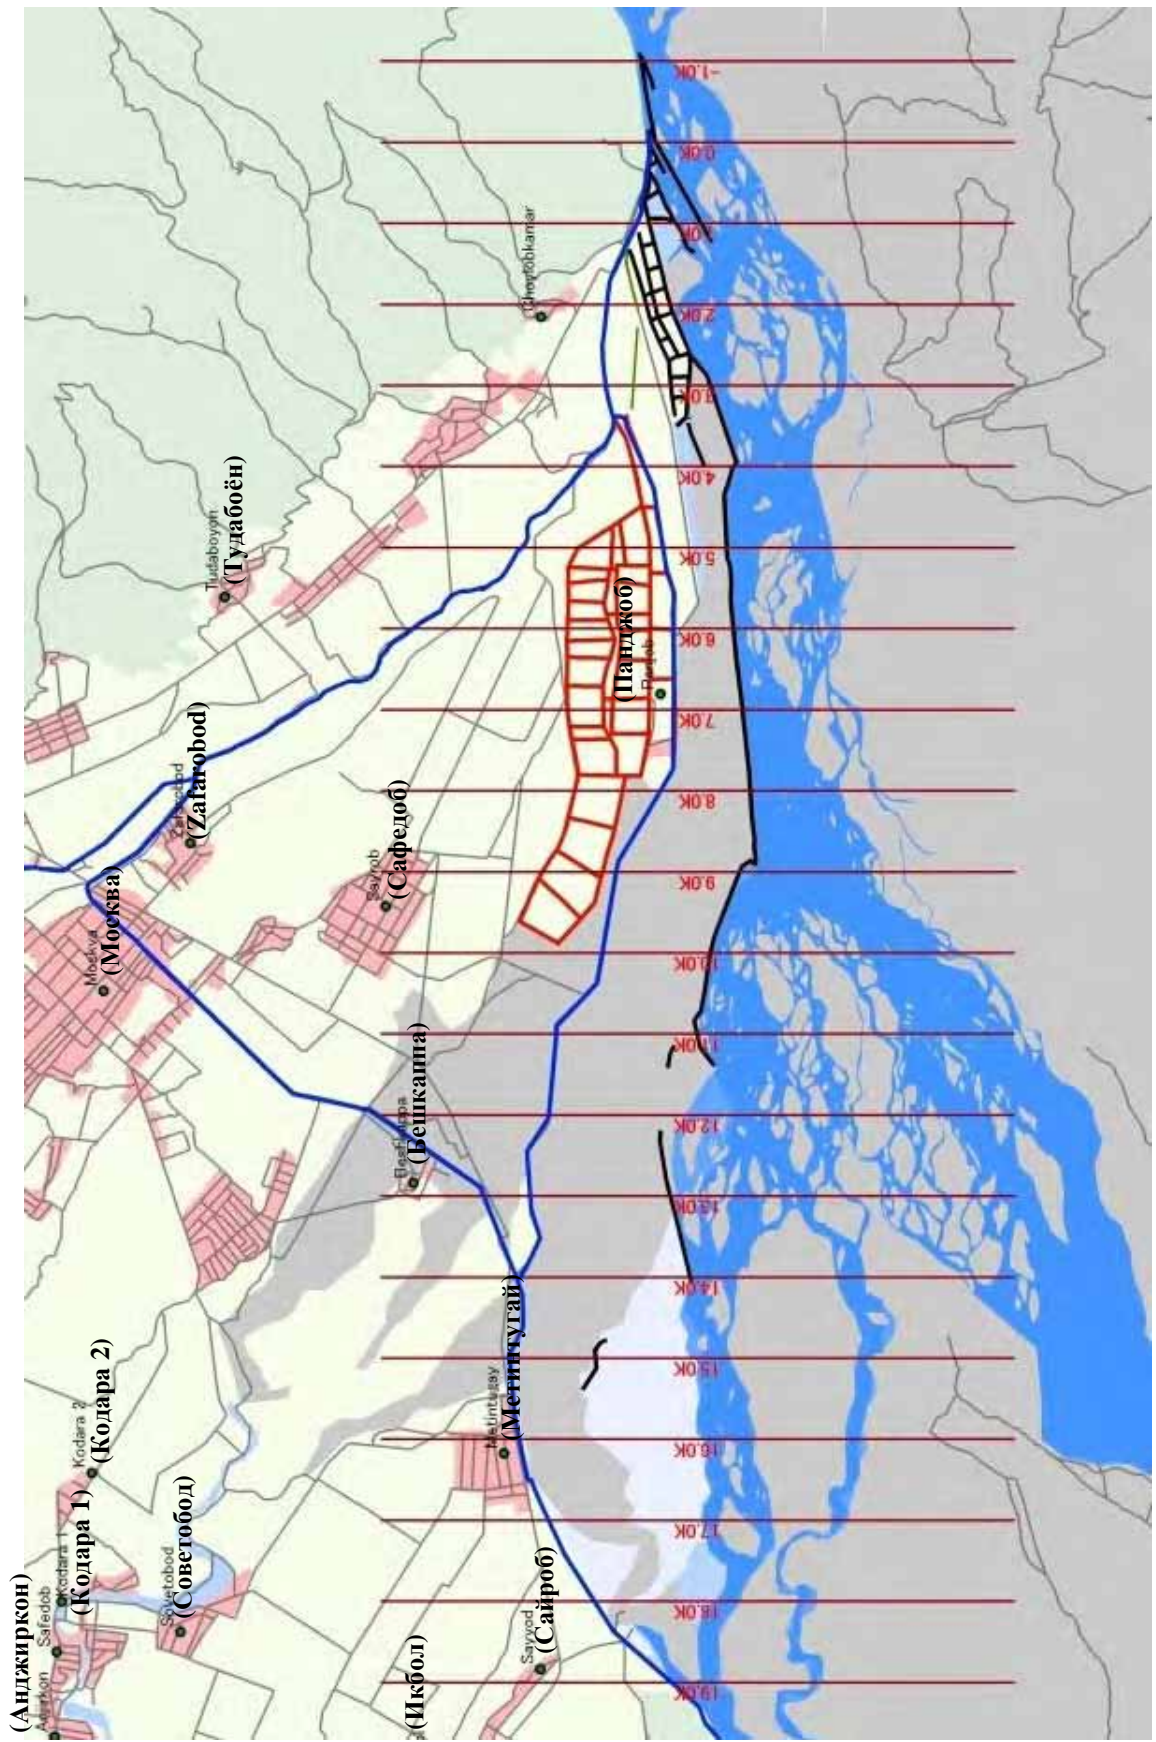 -1.0K
0.0K
2.0K
3.0K
4.0K
5.0K
6.0K
7.0K
8.0K
9.0K
10.0K
11.0K
12.0K
13.0K
14.0K
15.0K
16.0K
17.0K
18.0K
19.0K
Chorlobkamar
Tudaboyon
(Тудабоён)
Panjob
(Панджоб)
(Zafarobod)
Sayrob
(Сафедоб)
Moskva
(Москва)
Beshkappa
(Бешкаппа)
Metintugay
(Метинтугай)
Kodara 2
(Кодара 2)
Kodara 1
(Кодара 1)
Sovetobod
(Советобод)
Safedob
(Анджиркон)
Sayyod
(Сайроб)
(Икбол)